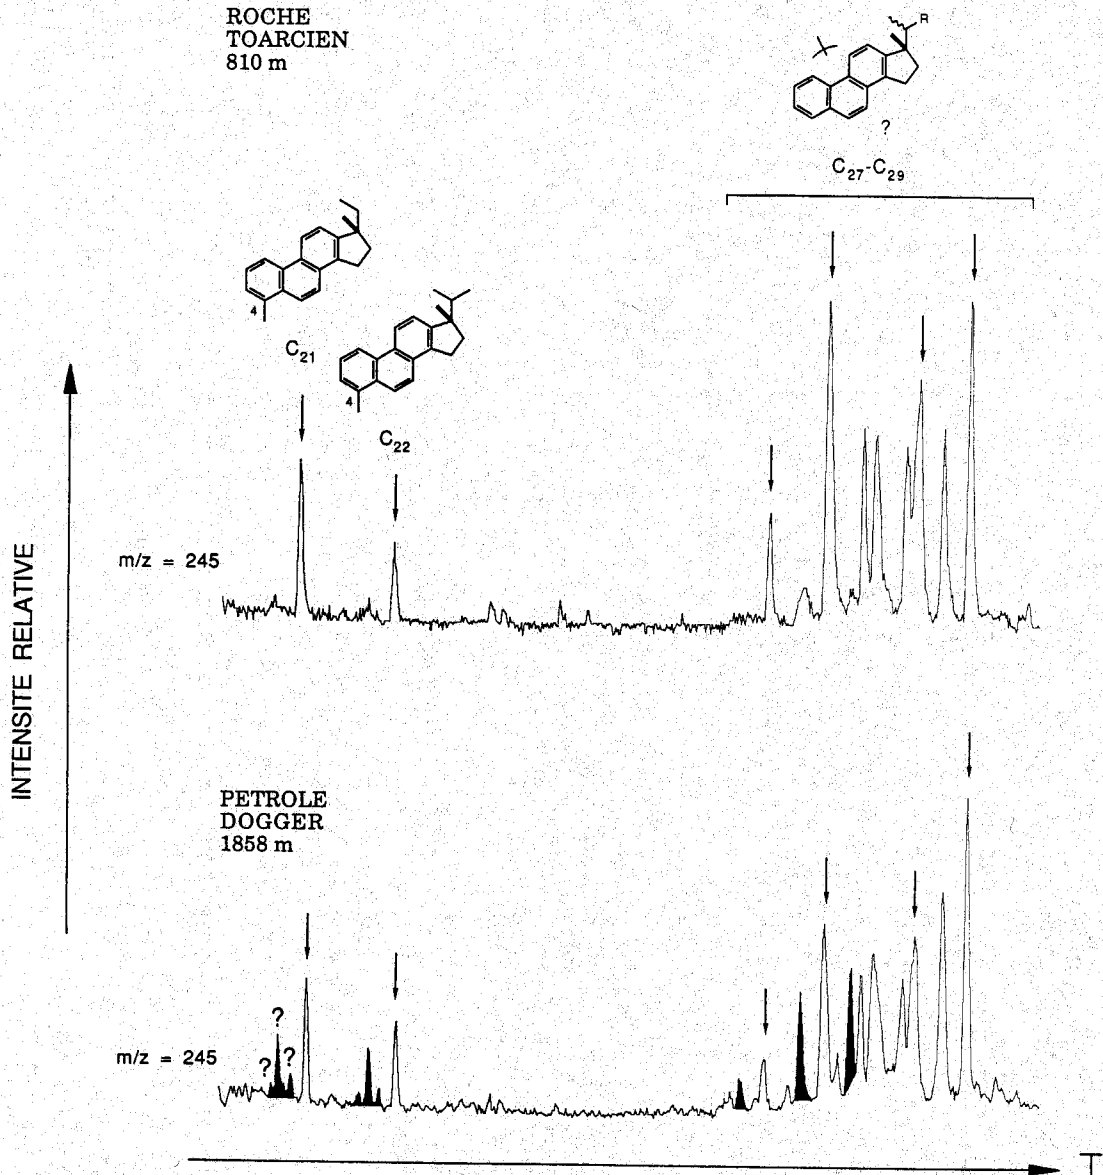 ROCHE
TOARCIEN
810 m
R
?
C27-C29
4
C21
4
C22
m/z = 245
INTENSITE RELATIVE
PETROLE
DOGGER
1858 m
?
?
?
m/z = 245
T